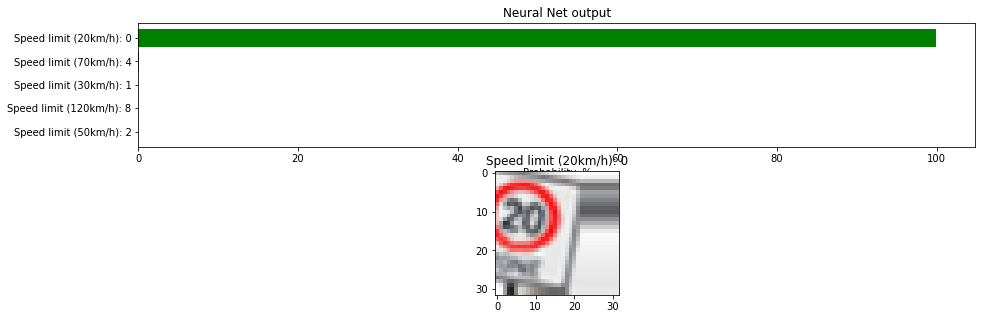 Neural Net output
Speed limit (20km/h): 0
Speed limit (70km/h): 4
Speed limit (30km/h): 1
Speed limit (120km/h): 8
Speed limit (50km/h): 2
0 20 40 60 80 100
Probability, %
Speed limit (20km/h): 0
0
10
20
30
20
ZONE
0 10 20 30